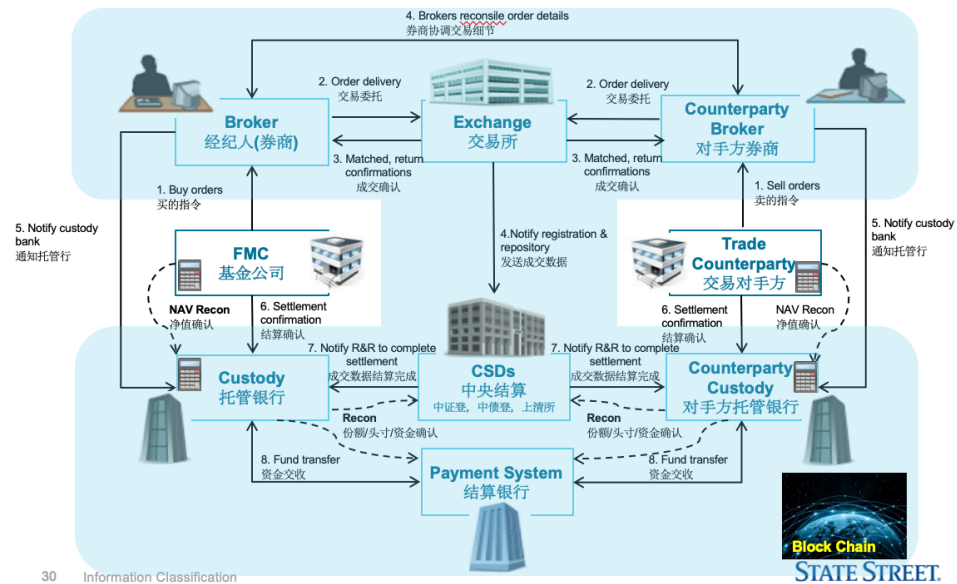 4. Brokers reconsile order details
券商协调交易细节
2. Order delivery
交易委托
2. Order delivery
交易委托
Broker
经纪人(券商)
Exchange
交易所
Counterparty
Broker
对手方券商
3. Matched, return
confirmations
成交确认
3. Matched, return
confirmations
成交确认
1. Buy orders
买的指令
1. Sell orders
卖的指令
5. Notify custody
bank
通知托管行
FMC
基金公司
4.Notify registration &
repository
发送成交数据
Trade
Counterparty
交易对手方
5. Notify custody
bank
通知托管行
NAV Recon
净值确认
6. Settlement
confirmation
结算确认
6. Settlement
confirmation
结算确认
NAV Recon
净值确认
7. Notify R&R to complete
settlement
成交数据结算完成
7. Notify R&R to complete
settlement
成交数据结算完成
Custody
托管银行
CSDs
中央结算
中证登，中债登，上清所
Counterparty
Custody
对手方托管银行
Recon
份额/头寸/资金确认
Recon
份额/头寸/资金确认
8. Fund transfer
资金交收
Payment System
结算银行
8. Fund transfer
资金交收
Block Chain
30 Information Classification
STATE STREET.